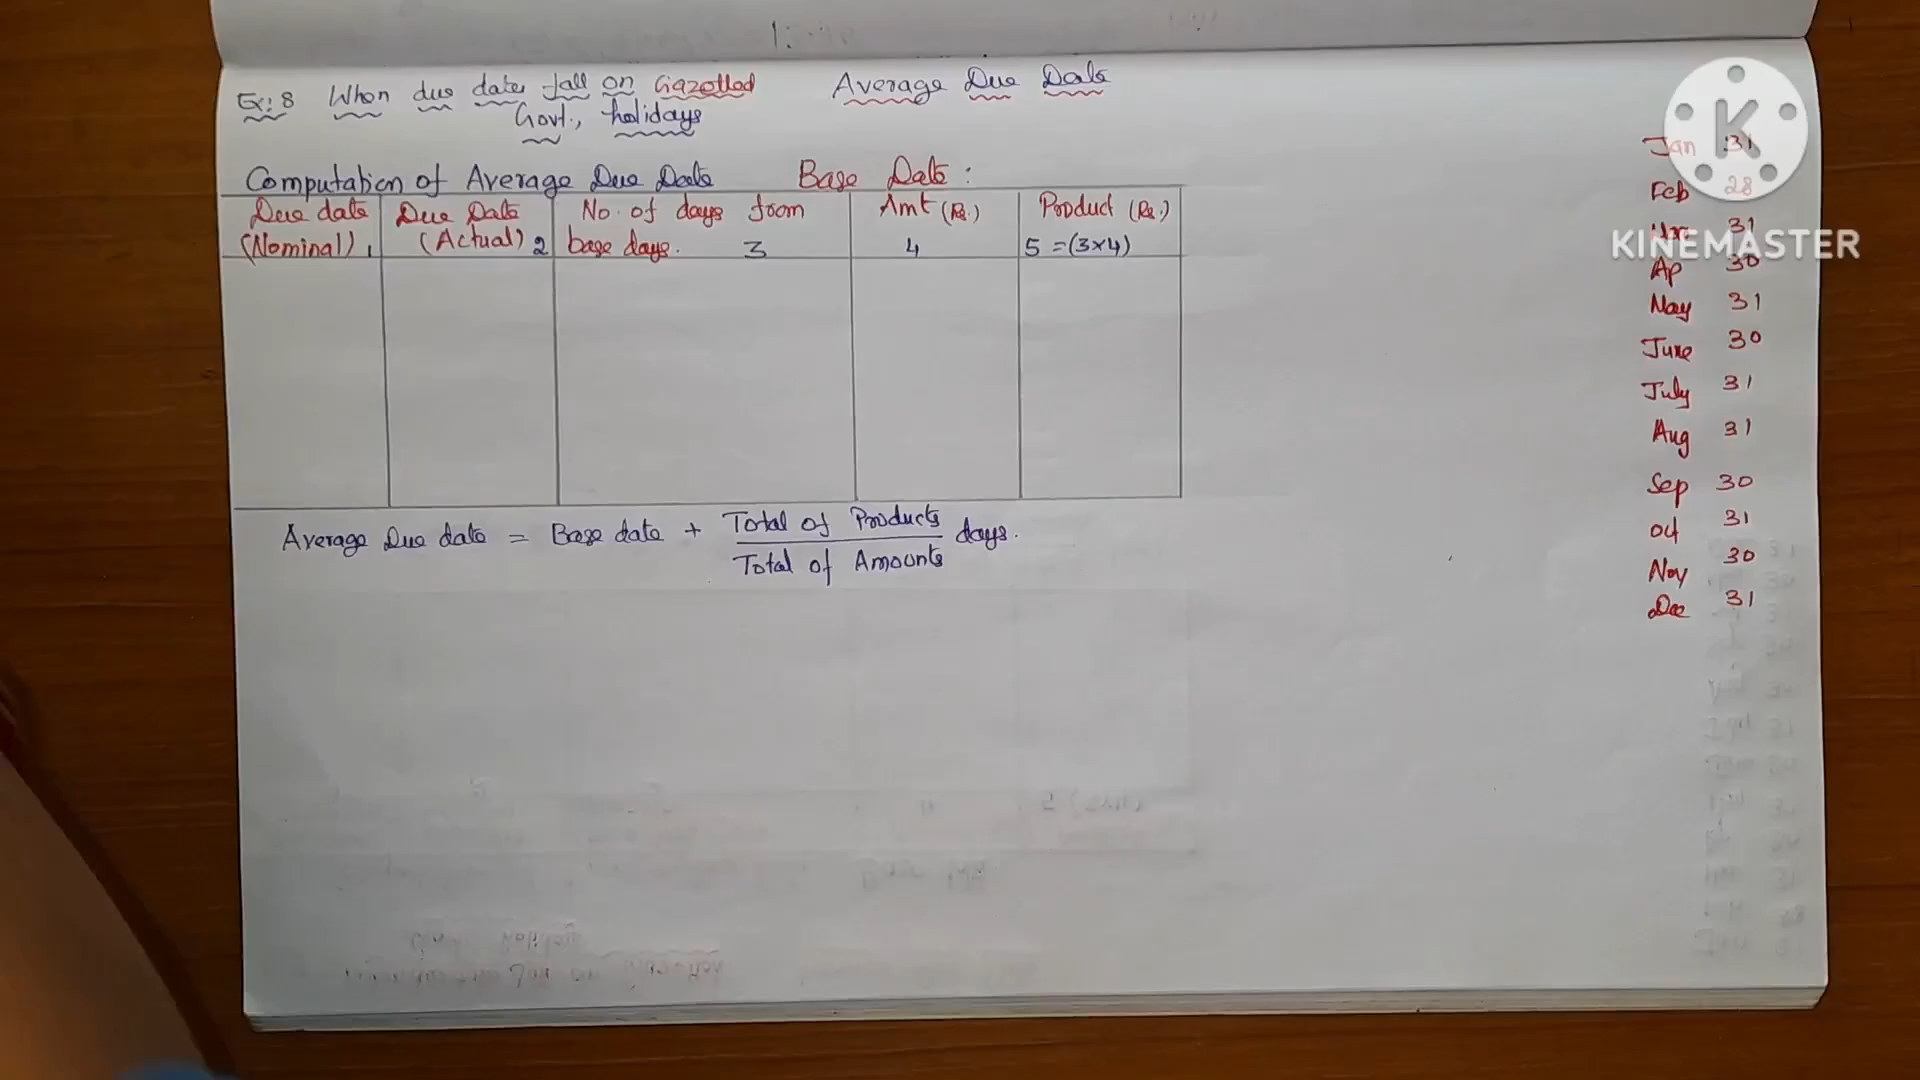 Ex: 8 When due dates fall on Gazetted
Govt., holidays
Average Due Date
Computation of Average Due Date Base Date :
Due date (Nominal) 1
Due Date (Actual) 2
No. of days from base days. 3
Amt (Rs.) 4
Product (Rs.) 5 = (3x4)
Average Due date = Base date + Total of Products days.
Total of Amounts
K
KINEMASTER
Jan 31
Feb 28
31
Ap 30
May 31
June 30
July 31
Aug 31
Sep 30
Oct 31
Nov 30
Dec 31